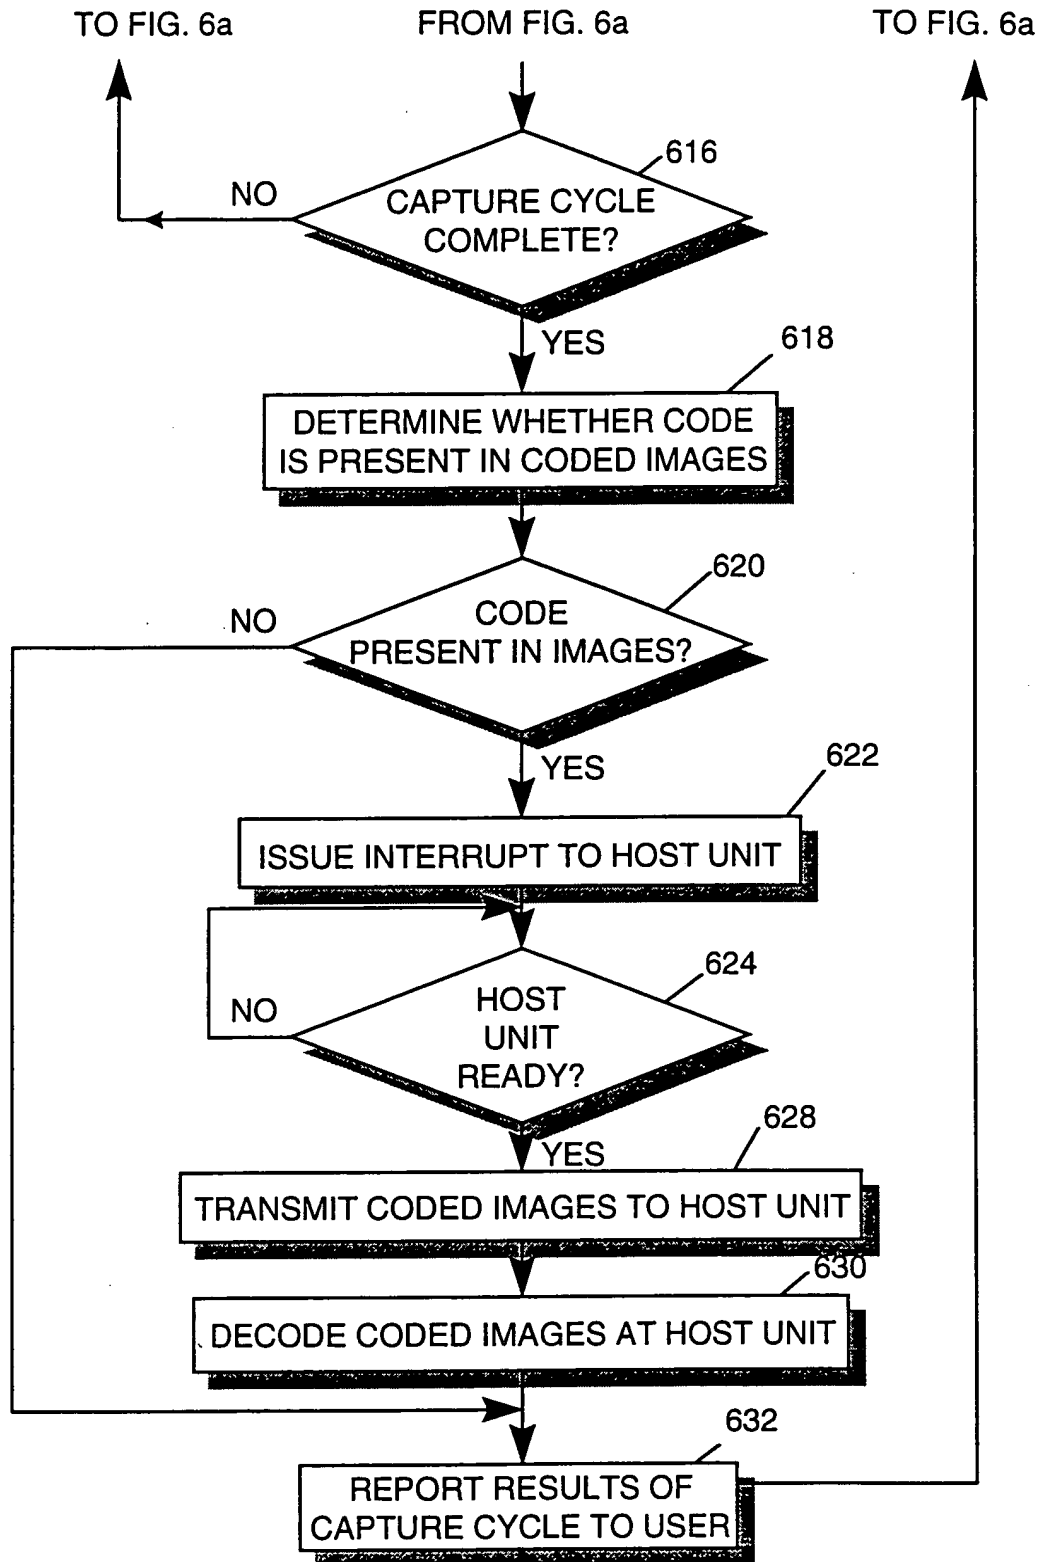 TO FIG. 6a
FROM FIG. 6a
TO FIG. 6a
616
NO
CAPTURE CYCLE
COMPLETE?
YES
618
DETERMINE WHETHER CODE
IS PRESENT IN CODED IMAGES
620
NO
CODE
PRESENT IN IMAGES?
YES
622
ISSUE INTERRUPT TO HOST UNIT
624
NO
HOST
UNIT
READY?
YES
628
TRANSMIT CODED IMAGES TO HOST UNIT
630
DECODE CODED IMAGES AT HOST UNIT
632
REPORT RESULTS OF
CAPTURE CYCLE TO USER